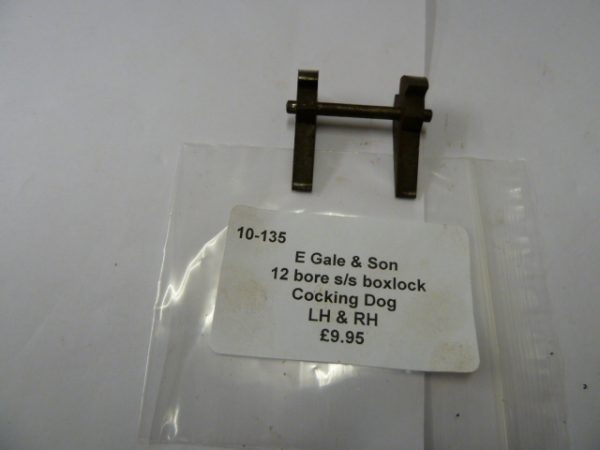 10-135
E Gale & Son
12 bore s/s boxlock
Cocking Dog
LH & RH
£9.95